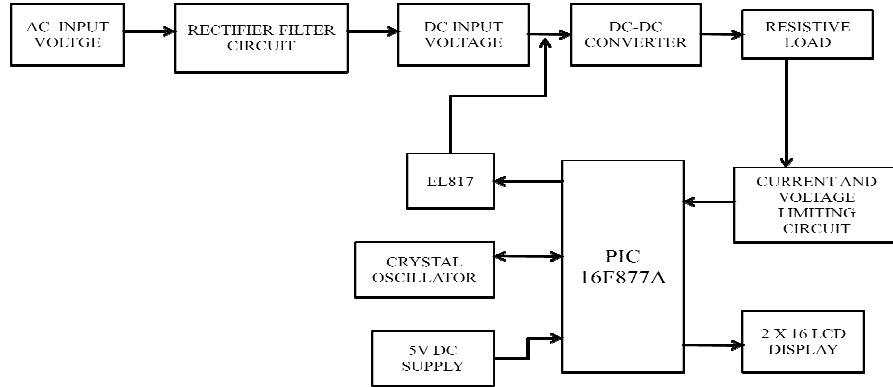 AC INPUT
VOLTGE
RECTIFIER FILTER
CIRCUIT
DC INPUT
VOLTAGE
DC-DC
CONVERTER
RESISTIVE
LOAD
EL817
PIC
16F877A
CURRENT AND
VOLTAGE
LIMITING
CIRCUIT
CRYSTAL
OSCILLATOR
5V DC
SUPPLY
2 X 16 LCD
DISPLAY